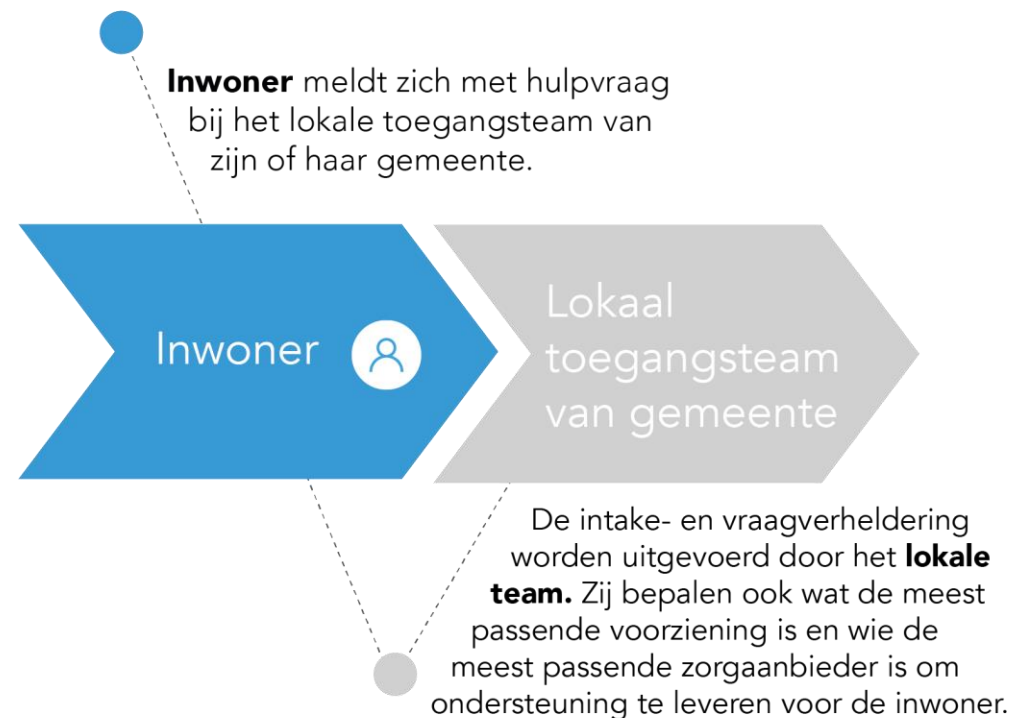 Inwoner meldt zich met hulpvraag
bij het lokale toegangsteam van
zijn of haar gemeente.
Inwoner
Lokaal
toegangsteam
van gemeente
De intake- en vraagverheldering
worden uitgevoerd door het lokale
team. Zij bepalen ook wat de meest
passende voorziening is en wie de
meest passende zorgaanbieder is om
ondersteuning te leveren voor de inwoner.